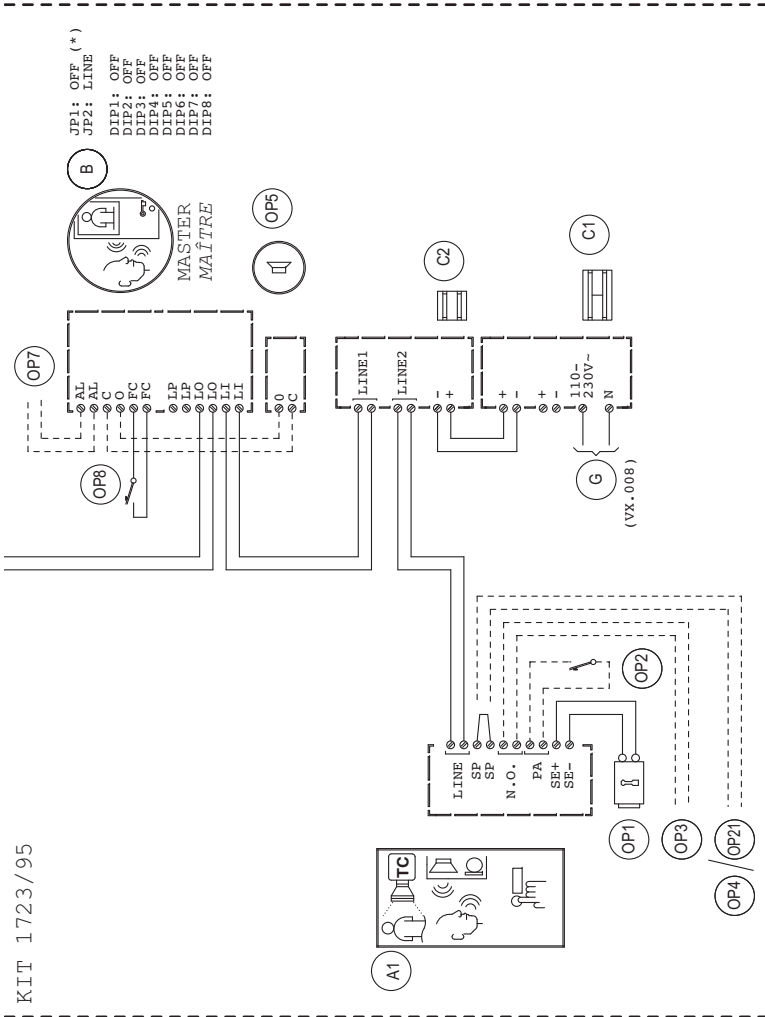 KIT 1723/95
A1
TC
LINE
SP
SP
N.O.
PA
SE+
SE-
OP1
OP2
OP3
OP4
/
OP21
LINE1
LINE2
-
+
C2
+
-
+
-
110-
230V~
N
C1
G
(VX.008)
OP7
AL
AL
C
O
FC
FC
LP
LP
LO
LO
LI
LI
OP8
0
C
OP5
MASTER
MAÎTRE
B
JP1: OFF (*)
JP2: LINE
DIP1: OFF
DIP2: OFF
DIP3: OFF
DIP4: OFF
DIP5: OFF
DIP6: OFF
DIP7: OFF
DIP8: OFF